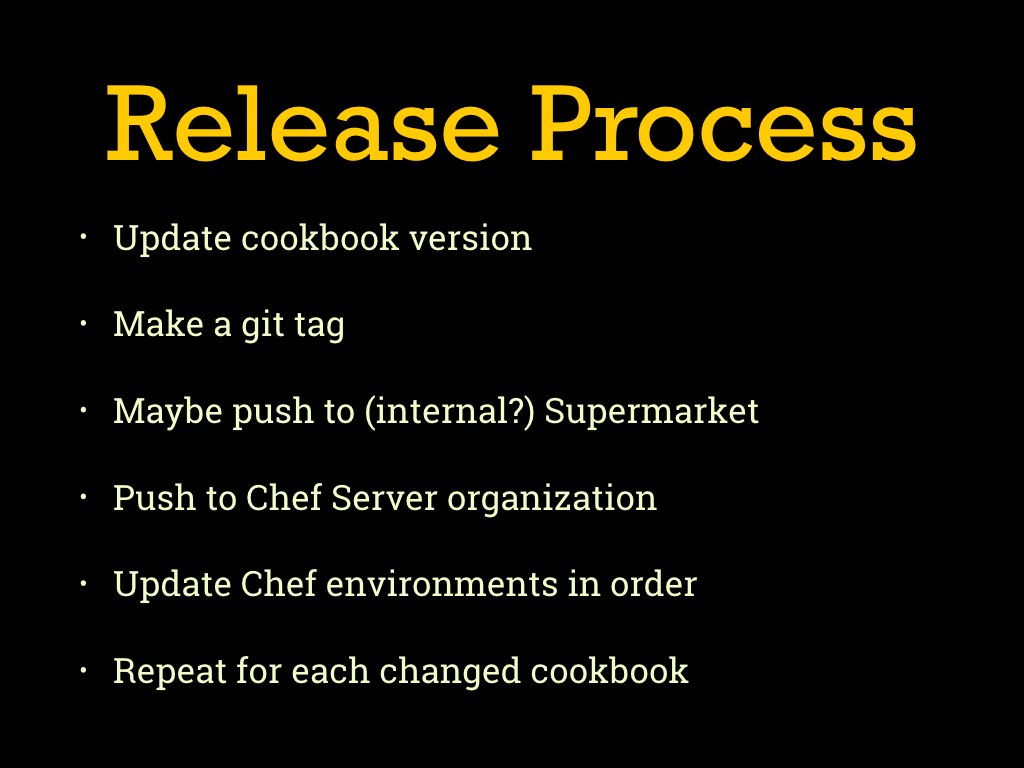 Release Process
• Update cookbook version
• Make a git tag
• Maybe push to (internal?) Supermarket
• Push to Chef Server organization
• Update Chef environments in order
• Repeat for each changed cookbook